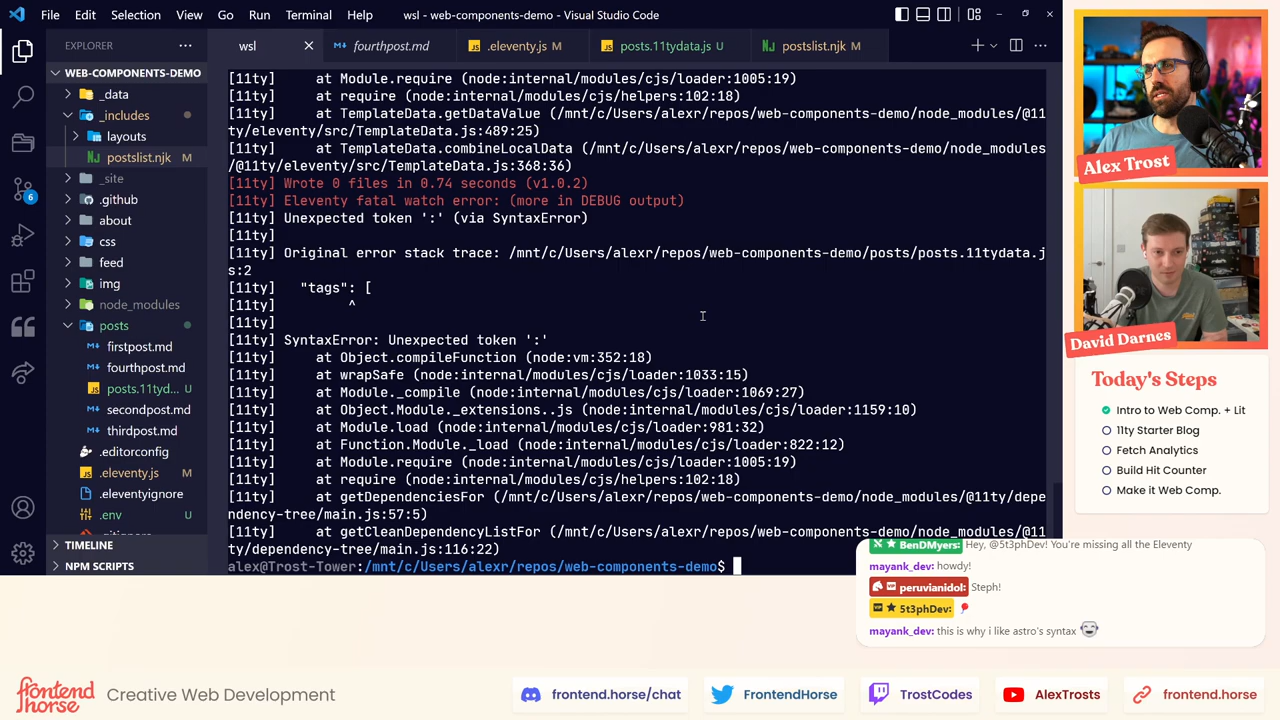 File Edit Selection View Go Run Terminal Help
wsl - web-components-demo - Visual Studio Code
EXPLORER
wsl
fourthpost.md
.eleventy.js M
posts.11tydata.js U
postslist.njk M
WEB-COMPONENTS-DEMO
_data
_includes
layouts
postslist.njk M
_site
.github
about
css
feed
img
node_modules
posts
firstpost.md
fourthpost.md
posts.11tyd... U
secondpost.md
thirdpost.md
.editorconfig
.eleventy.js M
.eleventyignore
.env U
TIMELINE
NPM SCRIPTS
6
[11ty]     at Module.require (node:internal/modules/cjs/loader:1005:19)
[11ty]     at require (node:internal/modules/cjs/helpers:102:18)
[11ty]     at TemplateData.getDataValue (/mnt/c/Users/alexr/repos/web-components-demo/node_modules/@11
ty/eleventy/src/TemplateData.js:489:25)
[11ty]     at TemplateData.combineLocalData (/mnt/c/Users/alexr/repos/web-components-demo/node_modules
/@11ty/eleventy/src/TemplateData.js:368:36)
[11ty] Wrote 0 files in 0.74 seconds (v1.0.2)
[11ty] Eleventy fatal watch error: (more in DEBUG output)
[11ty] Unexpected token ':' (via SyntaxError)
[11ty]
[11ty] Original error stack trace: /mnt/c/Users/alexr/repos/web-components-demo/posts/posts.11tydata.j
s:2
[11ty]   "tags": [
[11ty]         ^
[11ty]
[11ty] SyntaxError: Unexpected token ':'
[11ty]     at Object.compileFunction (node:vm:352:18)
[11ty]     at wrapSafe (node:internal/modules/cjs/loader:1033:15)
[11ty]     at Module._compile (node:internal/modules/cjs/loader:1069:27)
[11ty]     at Object.Module._extensions..js (node:internal/modules/cjs/loader:1159:10)
[11ty]     at Module.load (node:internal/modules/cjs/loader:981:32)
[11ty]     at Function.Module._load (node:internal/modules/cjs/loader:822:12)
[11ty]     at Module.require (node:internal/modules/cjs/loader:1005:19)
[11ty]     at require (node:internal/modules/cjs/helpers:102:18)
[11ty]     at getDependenciesFor (/mnt/c/Users/alexr/repos/web-components-demo/node_modules/@11ty/depe
ndency-tree/main.js:57:5)
[11ty]     at getCleanDependencyListFor (/mnt/c/Users/alexr/repos/web-components-demo/node_modules/@11
ty/dependency-tree/main.js:116:22)
alex@Trost-Tower:/mnt/c/Users/alexr/repos/web-components-demo$
Alex Trost
David Darnes
Today's Steps
Intro to Web Comp. + Lit
11ty Starter Blog
Fetch Analytics
Build Hit Counter
Make it Web Comp.
BenDMyers: Hey, @5t3phDev! You're missing all the Eleventy
mayank_dev: howdy!
peruvianidol: Steph!
5t3phDev:
mayank_dev: this is why i like astro's syntax
frontend horse
Creative Web Development
frontend.horse/chat
FrontendHorse
TrostCodes
AlexTrosts
frontend.horse